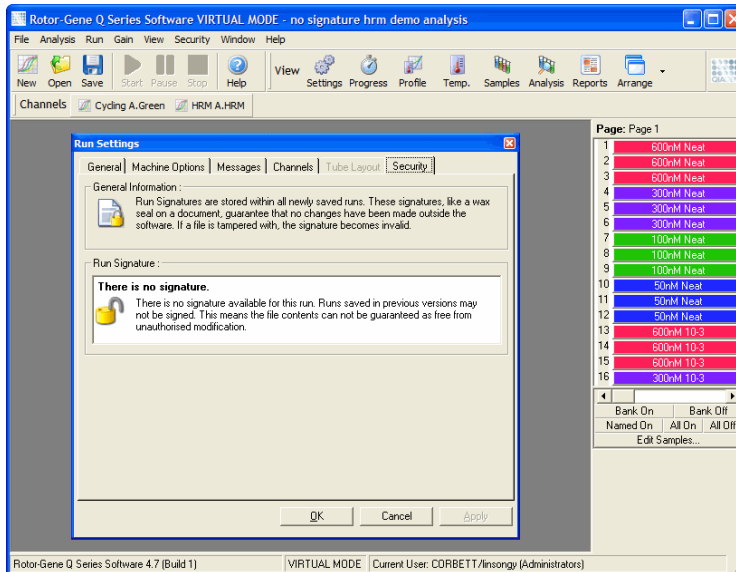 Rotor-Gene Q Series Software VIRTUAL MODE - no signature hrm demo analysis
File Analysis Run Gain View Security Window Help
New Open Save Start Pause Stop Help View Settings Progress Profile Temp. Samples Analysis Reports Arrange
Channels Cycling A.Green HRM A.HRM
Page: Page 1
Run Settings
General Machine Options Messages Channels Tube Layout Security
General Information :
Run Signatures are stored within all newly saved runs. These signatures, like a wax
seal on a document, guarantee that no changes have been made outside the
software. If a file is tampered with, the signature becomes invalid.
Run Signature :
There is no signature.
There is no signature available for this run. Runs saved in previous versions may
not be signed. This means the file contents can not be guaranteed as free from
unauthorised modification.
OK Cancel Apply
1 600nM Neat
2 600nM Neat
3 600nM Neat
4 300nM Neat
5 300nM Neat
6 300nM Neat
7 100nM Neat
8 100nM Neat
9 100nM Neat
10 50nM Neat
11 50nM Neat
12 50nM Neat
13 600nM 10-3
14 600nM 10-3
15 600nM 10-3
16 300nM 10-3
Bank On Bank Off
Named On All On All Off
Edit Samples...
Rotor-Gene Q Series Software 4.7 (Build 1) VIRTUAL MODE Current User: CORBETT/linsongy (Administrators)